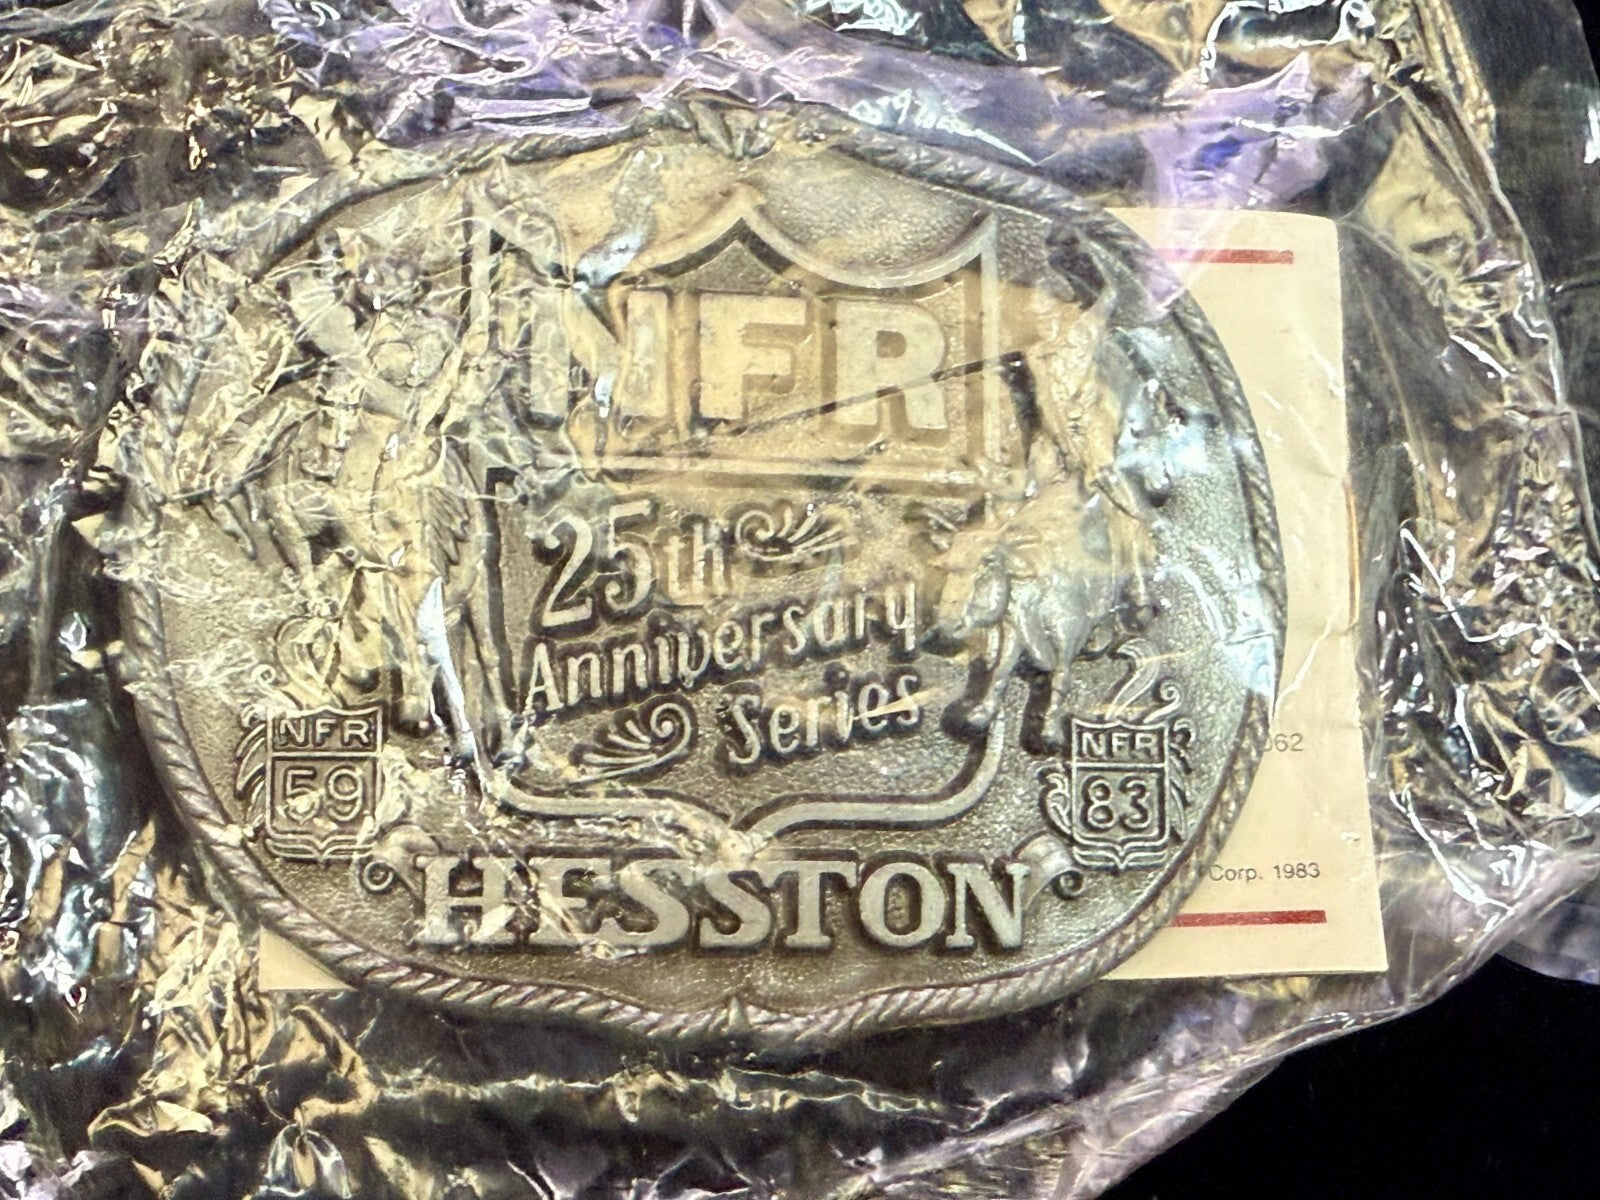 NFR
25th
Anniversary
Series
NFR
59
NFR
83
HESSTON
062
Corp. 1983